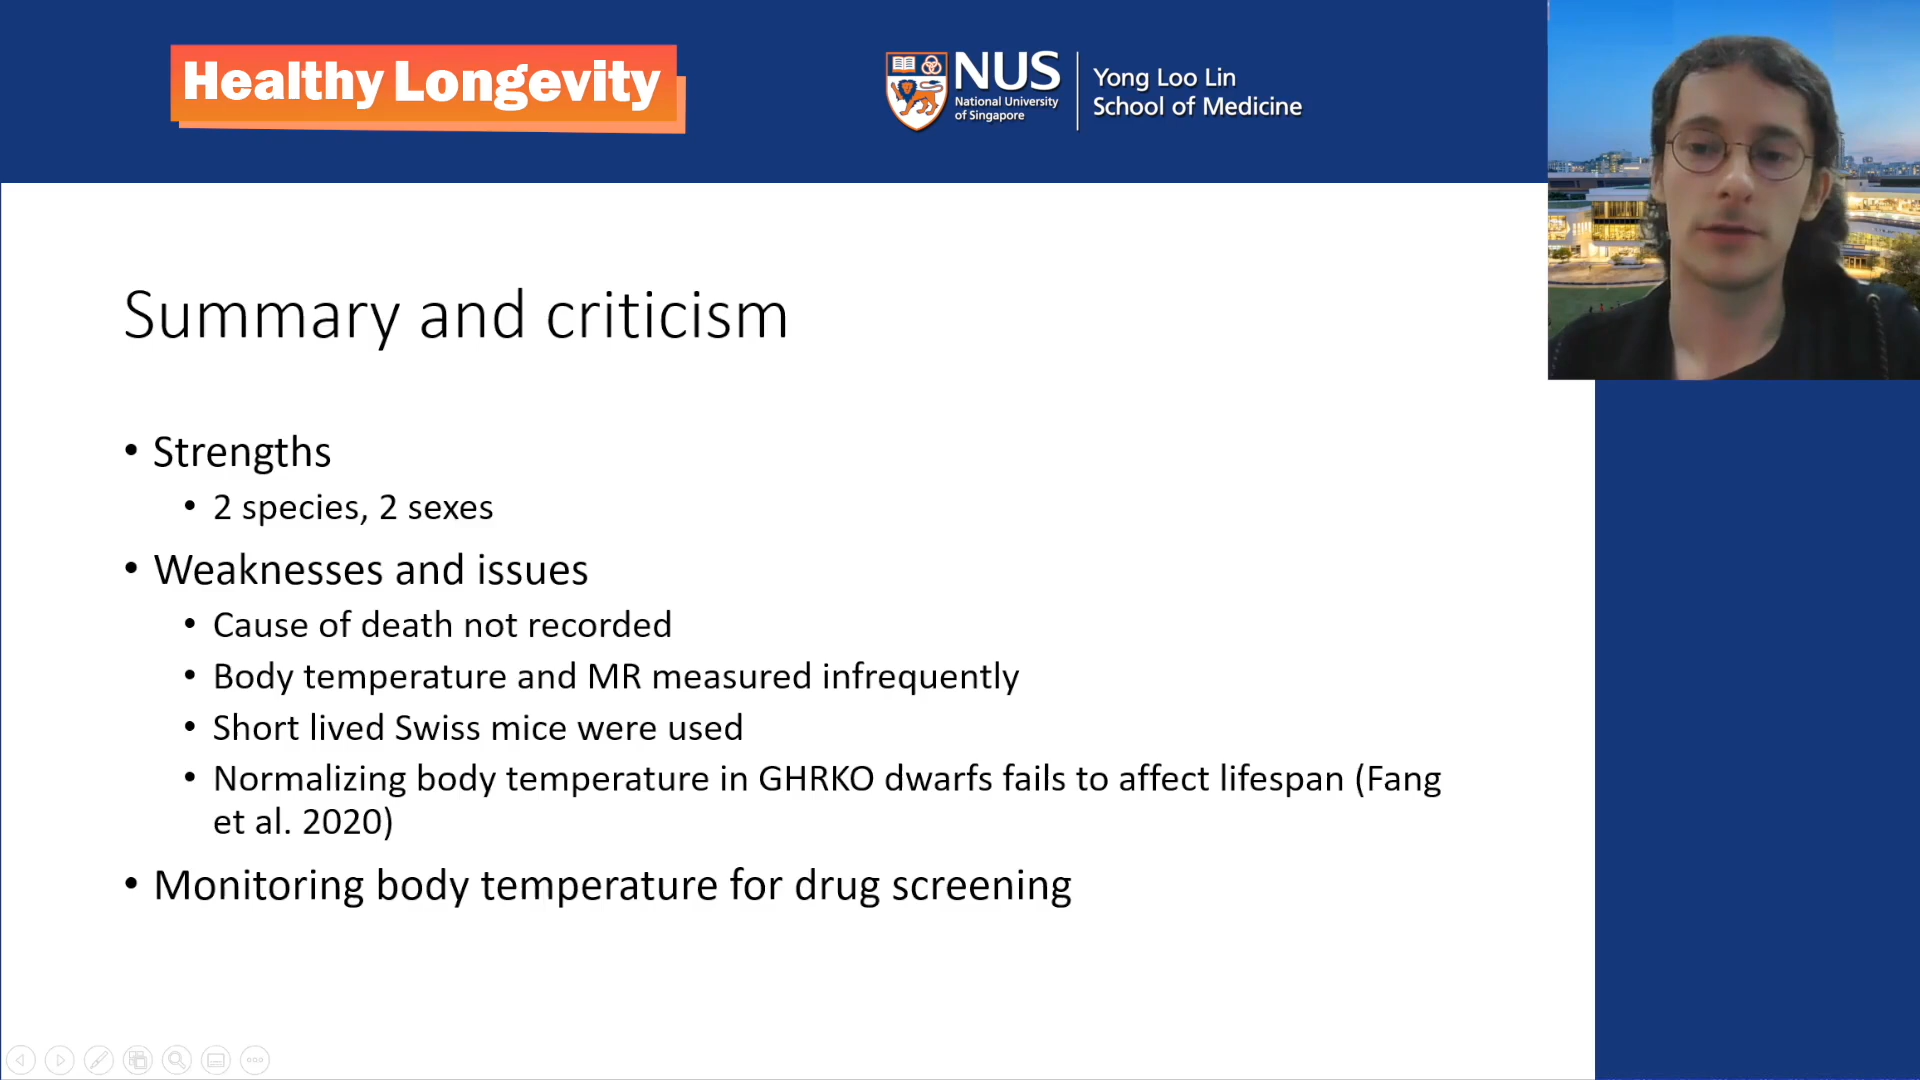 Healthy Longevity
NUS
National University
of Singapore
Yong Loo Lin
School of Medicine
Summary and criticism
• Strengths
• 2 species, 2 sexes
• Weaknesses and issues
• Cause of death not recorded
• Body temperature and MR measured infrequently
• Short lived Swiss mice were used
• Normalizing body temperature in GHRKO dwarfs fails to affect lifespan (Fang
et al. 2020)
• Monitoring body temperature for drug screening